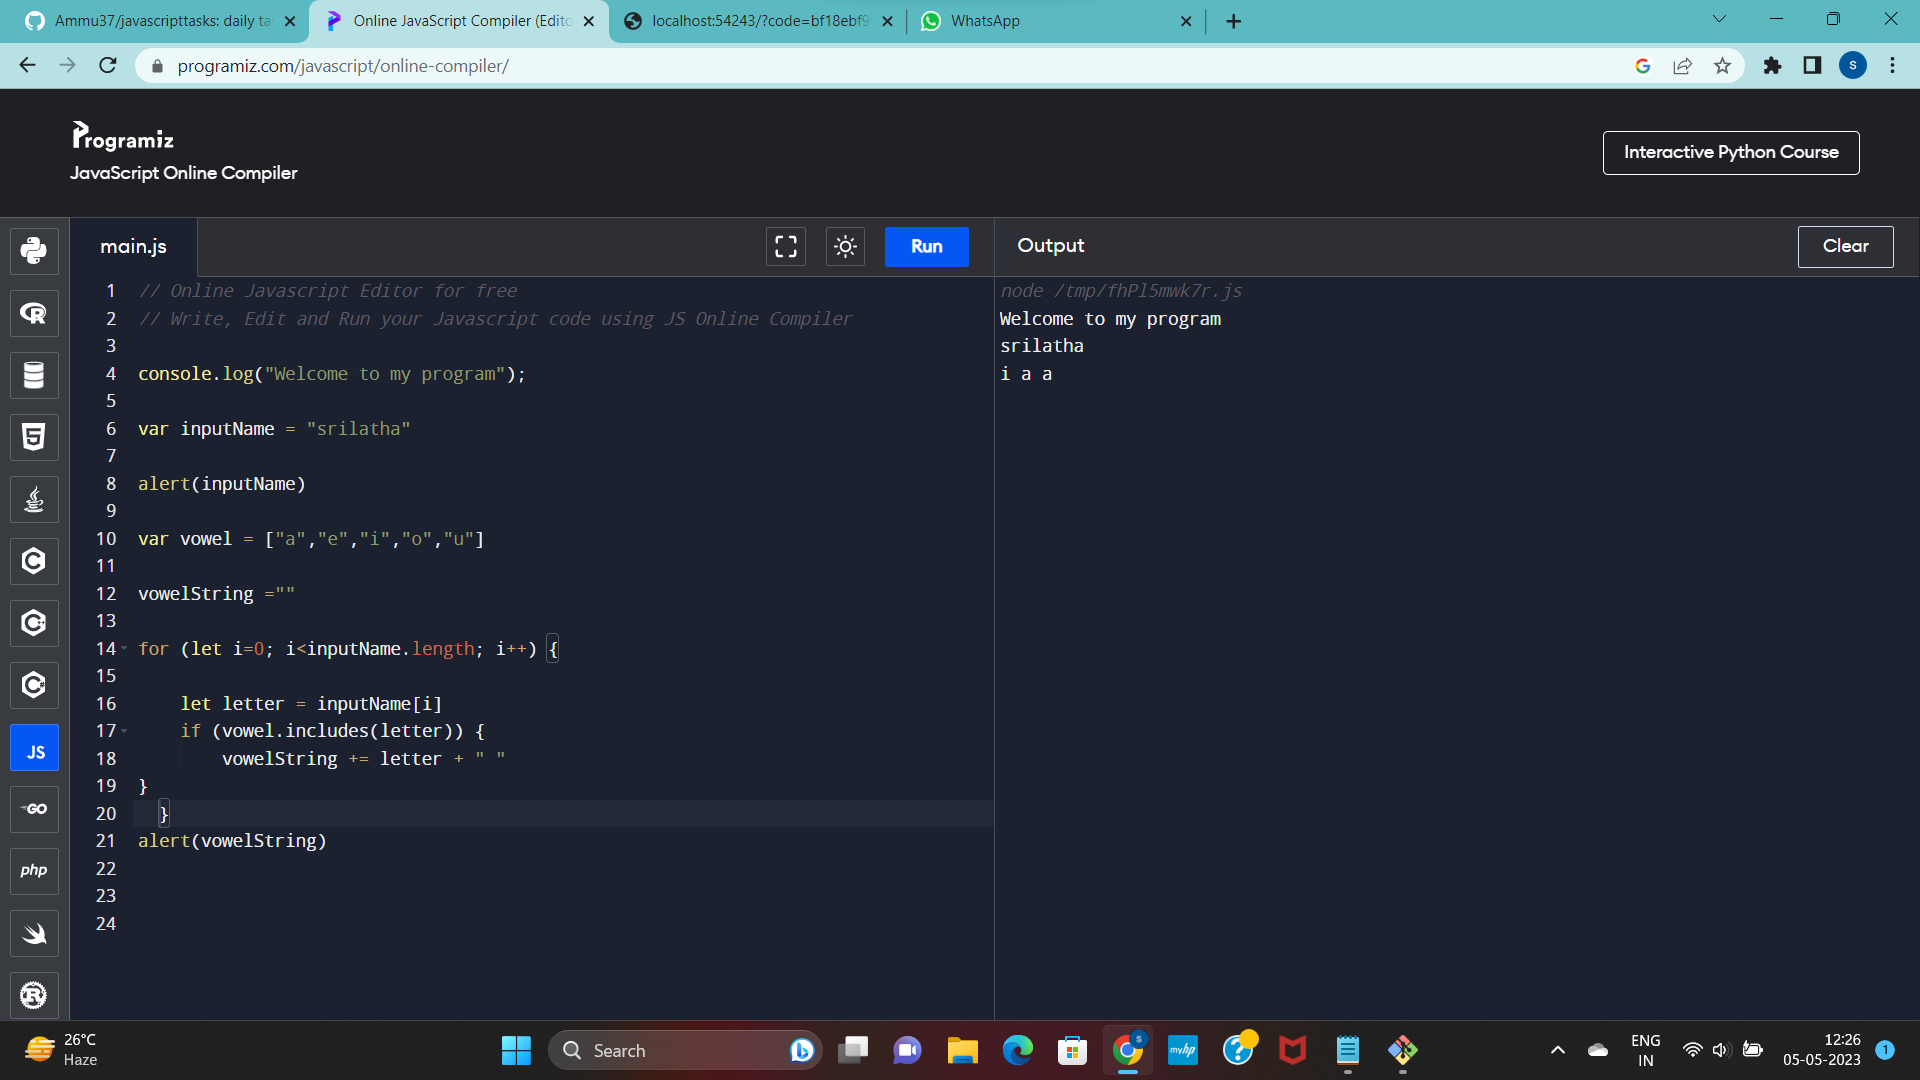 Ammu37/javascripttasks: daily ta
Online JavaScript Compiler (Edito
localhost:54243/?code=bf18ebf9
WhatsApp
programiz.com/javascript/online-compiler/
S
Programiz
JavaScript Online Compiler
Interactive Python Course
main.js
Run
Output
Clear
1 // Online Javascript Editor for free
2 // Write, Edit and Run your Javascript code using JS Online Compiler
3
4 console.log("Welcome to my program");
5
6 var inputName = "srilatha"
7
8 alert(inputName)
9
10 var vowel = ["a","e","i","o","u"]
11
12 vowelString =""
13
14 for (let i=0; i<inputName.length; i++) {
15
16     let letter = inputName[i]
17     if (vowel.includes(letter)) {
18         vowelString += letter + " "
19 }
20   }
21 alert(vowelString)
22
23
24
node /tmp/fhPl5mwk7r.js
Welcome to my program
srilatha
i a a
R
5
C
C++
C#
JS
GO
php
R
26°C
Haze
Search
S
myhp
?
ENG
IN
12:26
05-05-2023
1